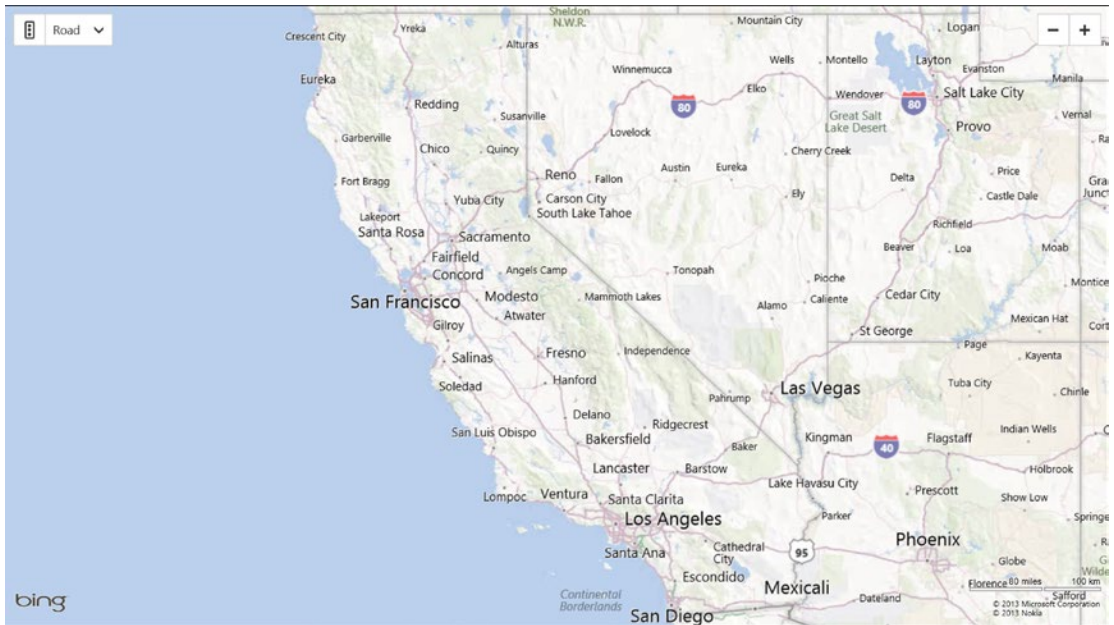 Road
Sheldon
N.W.R.
Mountain City
Logan
Crescent City
Yreka
Alturas
Wells
Montello
Layton
Evanston
Manila
Eureka
Winnemucca
Elko
Wendover
Salt Lake City
80
80
Redding
Susanville
Lovelock
Great Salt
Lake Desert
Vernal
Provo
Garberville
Chico
Quincy
Cherry Creek
Reno
Fallon
Austin
Eureka
Delta
Price
Fort Bragg
Yuba City
Carson City
Ely
Castle Dale
South Lake Tahoe
Lakeport
Santa Rosa
Sacramento
Richfield
Fairfield
Beaver
Loa
Moab
Concord
Angels Camp
Tonopah
Pioche
San Francisco
Modesto
Mammoth Lakes
Alamo
Caliente
Cedar City
Atwater
Mexican Hat
Gilroy
St George
Page
Salinas
Fresno
Independence
Kayenta
Soledad
Hanford
Las Vegas
Tuba City
Chinle
Pahrump
Delano
Ridgecrest
San Luis Obispo
Bakersfield
Baker
Kingman
40
Flagstaff
Indian Wells
Lancaster
Barstow
Holbrook
Lake Havasu City
Lompoc
Ventura
Santa Clarita
Prescott
Show Low
Los Angeles
Parker
Santa Ana
Cathedral
City
95
Phoenix
Globe
Escondido
Mexicali
Florence
80 miles
100 km
Continental
Borderlands
Dateland
Safford
bing
San Diego
© 2013 Microsoft Corporation
© 2013 Nokia